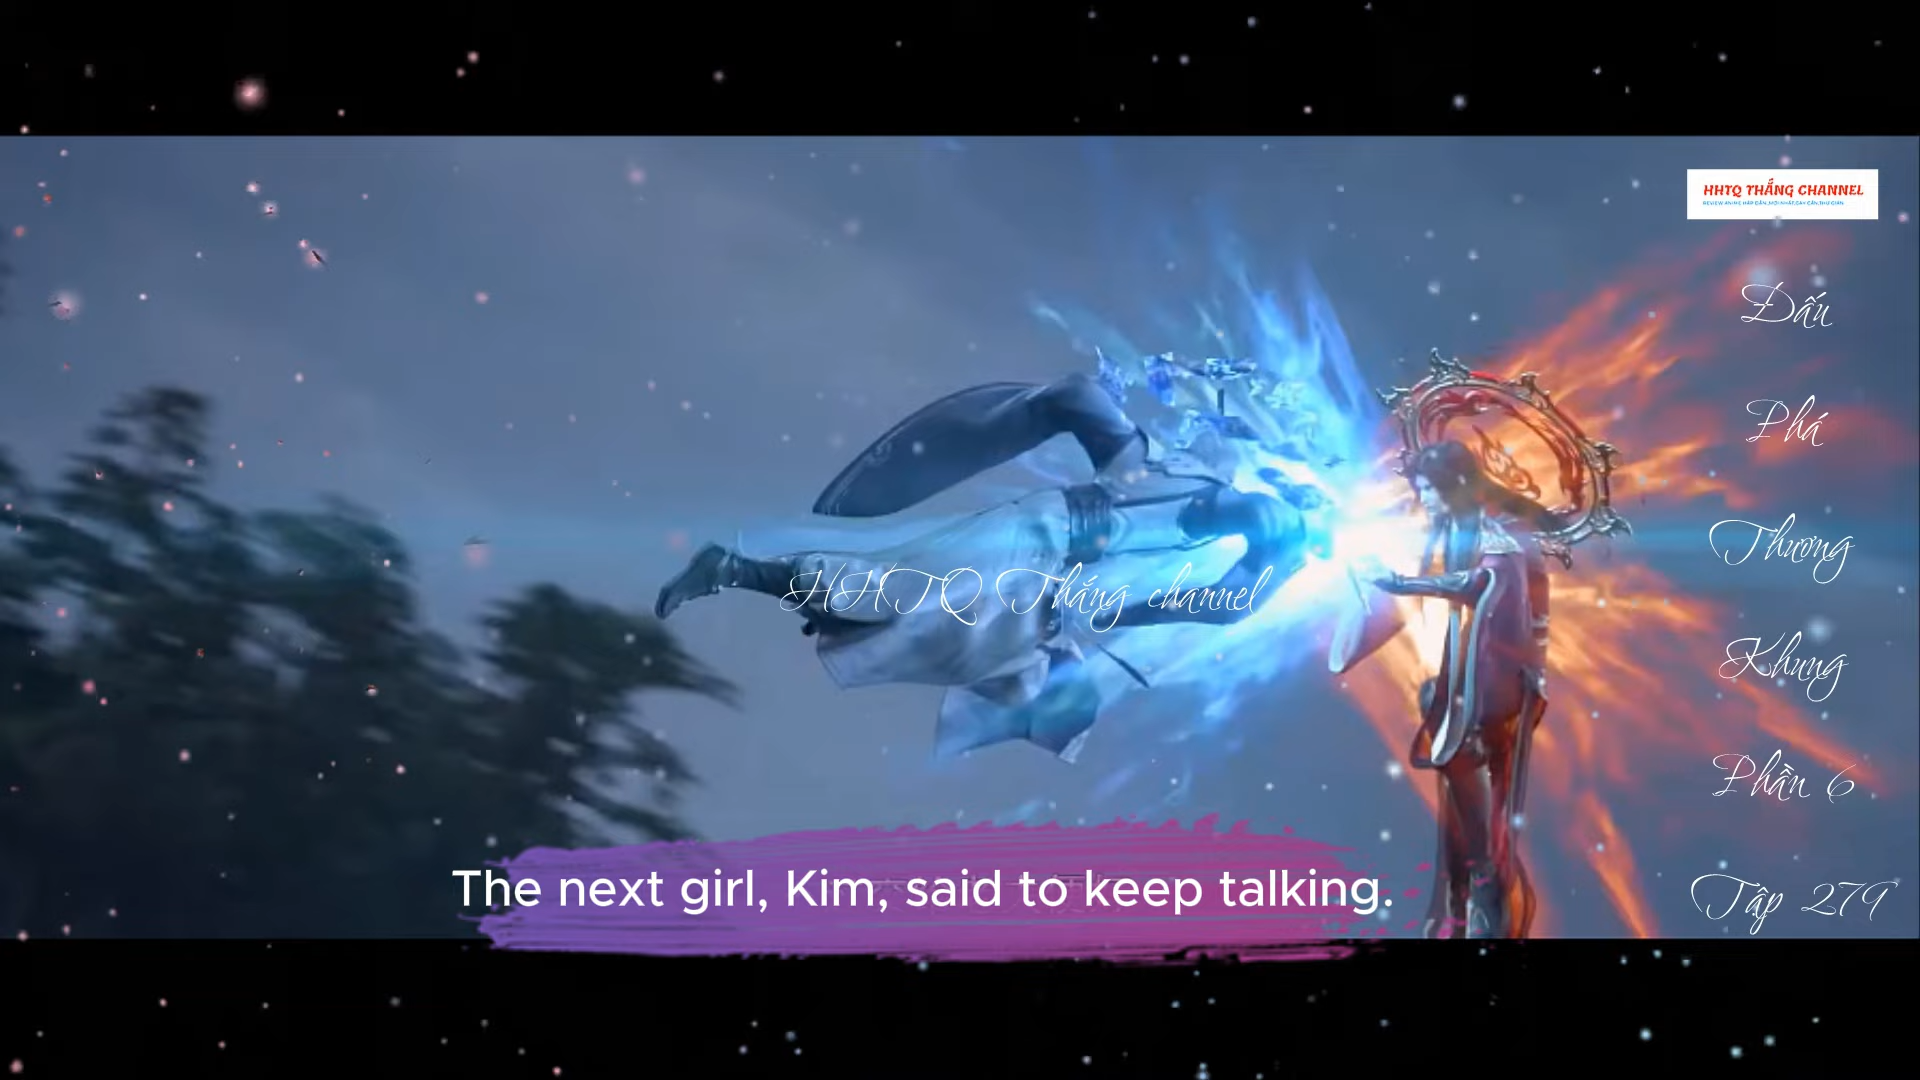 HHTQ THẮNG CHANNEL
Đấu
Phá
Thương
HHTQ Thắng channel
Khung
Phần 6
The next girl, Kim, said to keep talking.
Tập 279